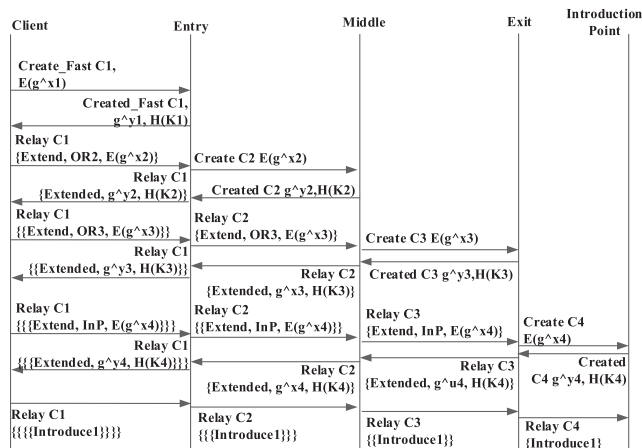 Client
Entry
Middle
Exit
Introduction
Point
Create_Fast C1,
E(g^x1)
Created_Fast C1,
g^y1, H(K1)
Relay C1
{Extend, OR2, E(g^x2)}
Create C2 E(g^x2)
Relay C1
{Extended, g^y2, H(K2)}
Created C2 g^y2,H(K2)
Relay C1
{{Extend, OR3, E(g^x3)}
Relay C2
{Extend, OR3, E(g^x3)}
Create C3 E(g^x3)
Relay C1
{{Extended, g^y3, H(K3)}}
Relay C2
{Extended, g^x3, H(K3)}
Created C3 g^y3,H(K3)
Relay C1
{{{Extend, InP, E(g^x4)}}}
Relay C2
{{Extend, InP, E(g^x4)}}
Relay C3
{Extend, InP, E(g^x4)}
Create C4
E(g^x4)
Relay C1
{{{Extended, g^y4, H(K4)}}}
Relay C2
{Extended, g^x4, H(K4)}
Relay C3
{Extended, g^u4, H(K4)}
Created
C4 g^y4, H(K4)
Relay C1
{{{{Introduce1}}}}
Relay C2
{{{Introduce1}}}
Relay C3
{{Introduce1}}
Relay C4
{Introduce1}